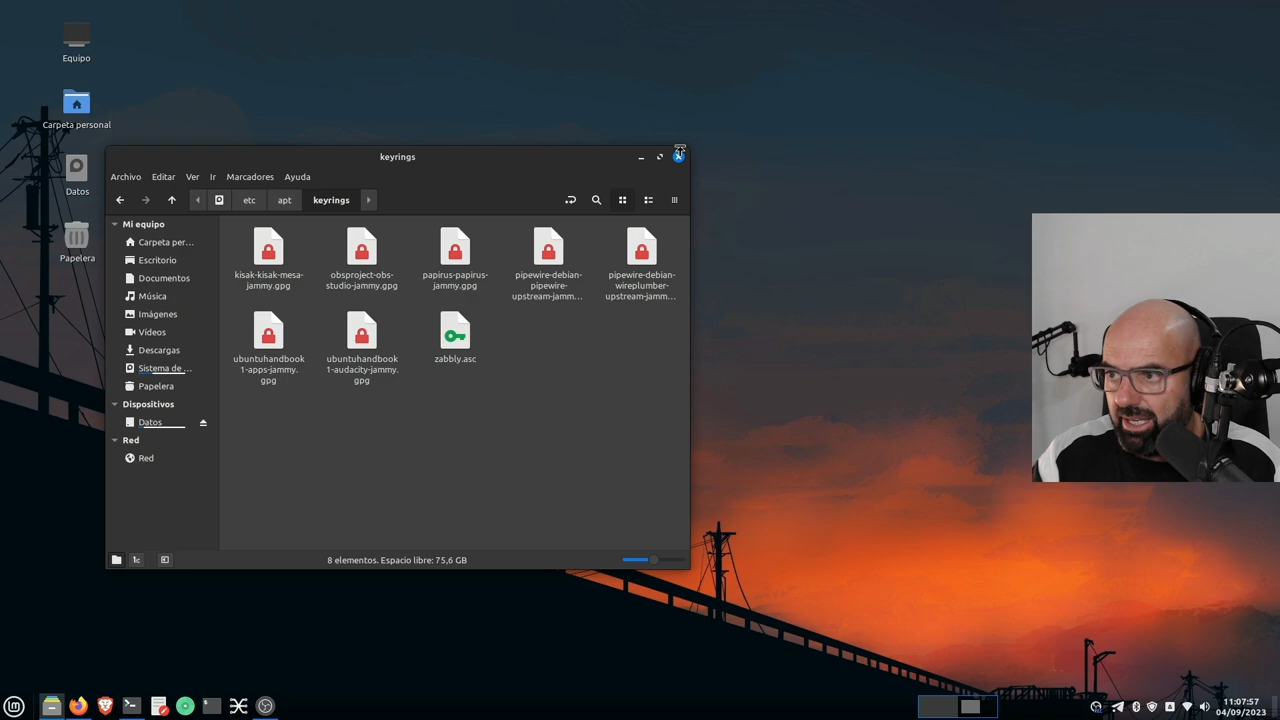 Equipo
Carpeta personal
Datos
Papelera
keyrings
Archivo Editar Ver Ir Marcadores Ayuda
etc apt keyrings
Mi equipo
Carpeta per...
Escritorio
Documentos
Música
Imágenes
Vídeos
Descargas
Sistema de ...
Papelera
Dispositivos
Datos
Red
Red
kisak-kisak-mesa-
jammy.gpg
obsproject-obs-
studio-jammy.gpg
papirus-papirus-
jammy.gpg
pipewire-debian-
pipewire-
upstream-jamm...
pipewire-debian-
wireplumber-
upstream-jamm...
ubuntuhandbook
1-apps-jammy.
gpg
ubuntuhandbook
1-audacity-jammy.
gpg
zabbly.asc
8 elementos. Espacio libre: 75,6 GB
11:07:57
04/09/2023